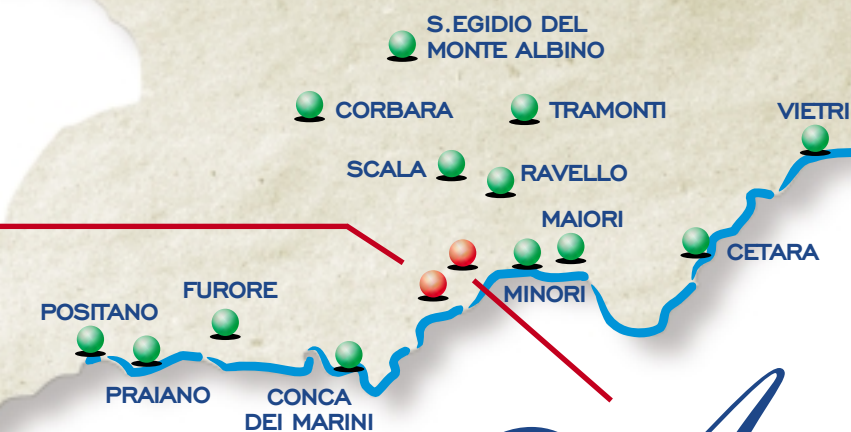 S.EGIDIO DEL
MONTE ALBINO
CORBARA
TRAMONTI
VIETRI
SCALA
RAVELLO
MAIORI
CETARA
MINORI
FURORE
POSITANO
PRAIANO
CONCA
DEI MARINI